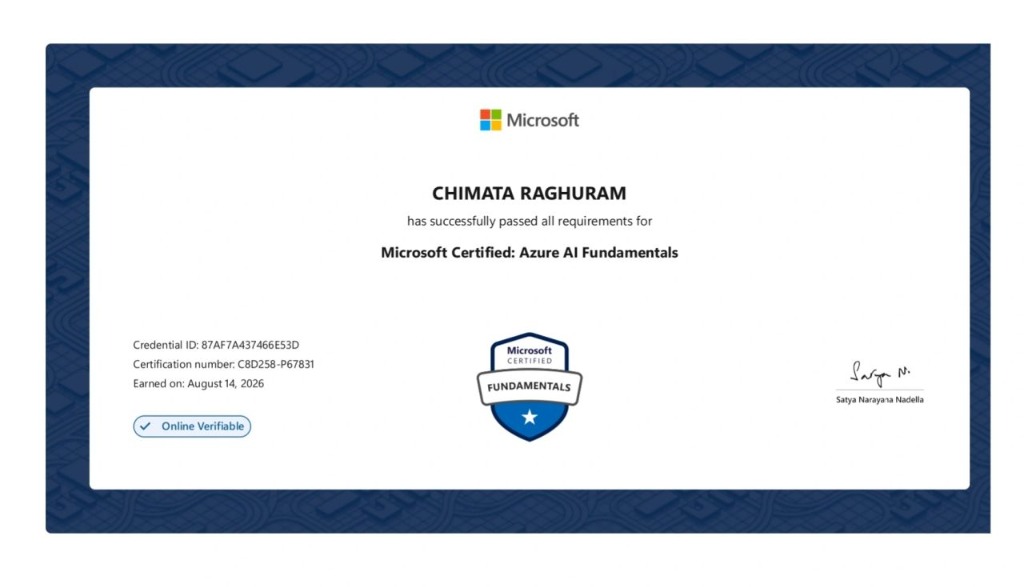 Microsoft
CHIMATA RAGHURAM
has successfully passed all requirements for
Microsoft Certified: Azure AI Fundamentals
Credential ID: 87AF7A437466E53D
Certification number: C8D258-P67831
Earned on: August 14, 2026
Online Verifiable
Microsoft
CERTIFIED
FUNDAMENTALS
Satya N.
Satya Narayana Nadella